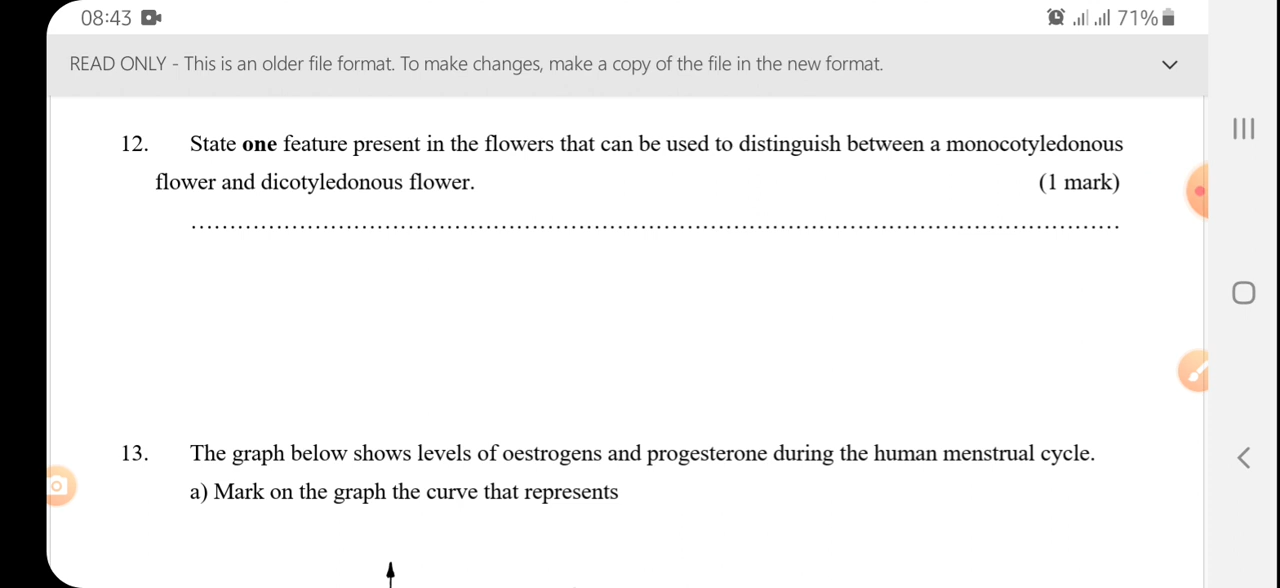 08:43 71%
READ ONLY - This is an older file format. To make changes, make a copy of the file in the new format.
12. State one feature present in the flowers that can be used to distinguish between a monocotyledonous
flower and dicotyledonous flower. (1 mark)
........................................................................................................................
13. The graph below shows levels of oestrogens and progesterone during the human menstrual cycle.
a) Mark on the graph the curve that represents